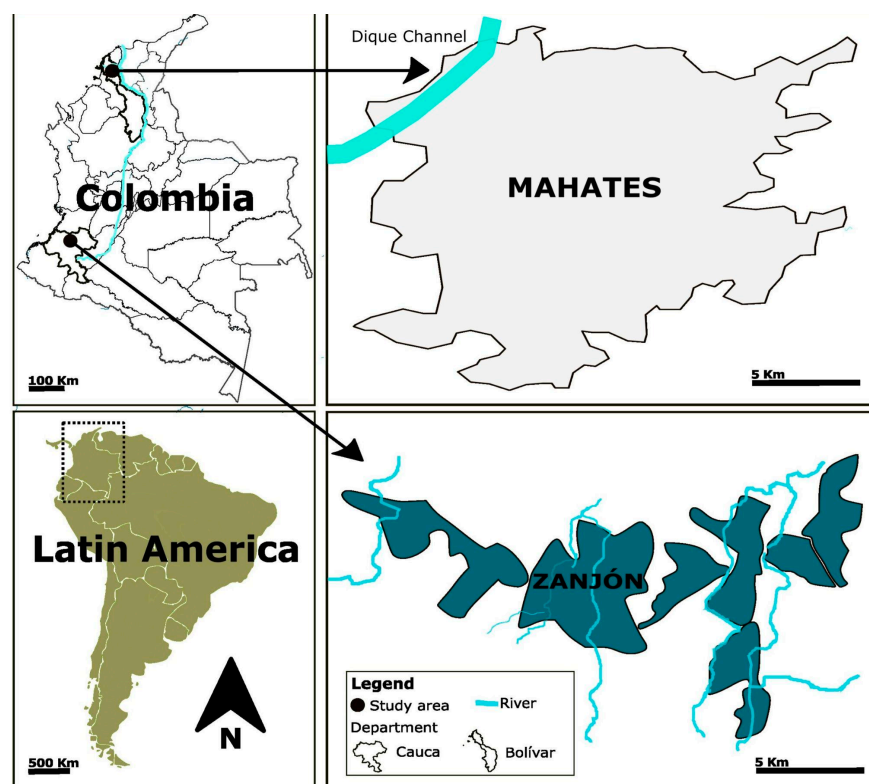 Dique Channel
MAHATES
Colombia
100 Km
5 Km
Latin America
N
500 Km
ZANJÓN
Legend
Study area
River
Department
Cauca
Bolívar
5 Km